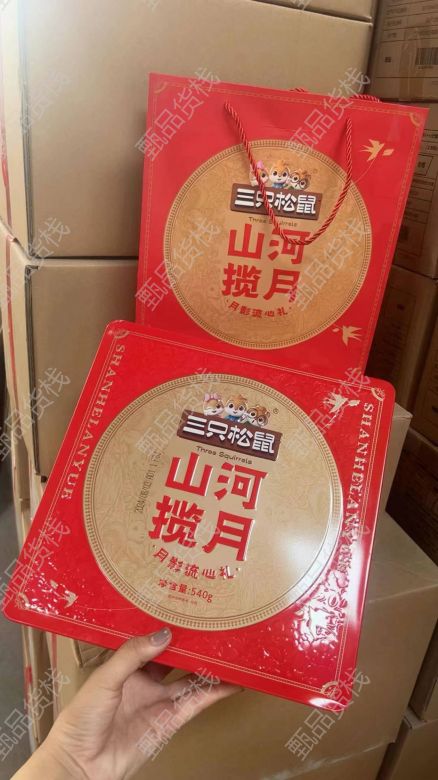 三只松鼠
Three Squirrels
山河
揽月
·月影流心礼·
三只松鼠
Three Squirrels
山河
揽月
·月影流心礼·
净含量:540g
SHANHELANYUE
甄品货栈